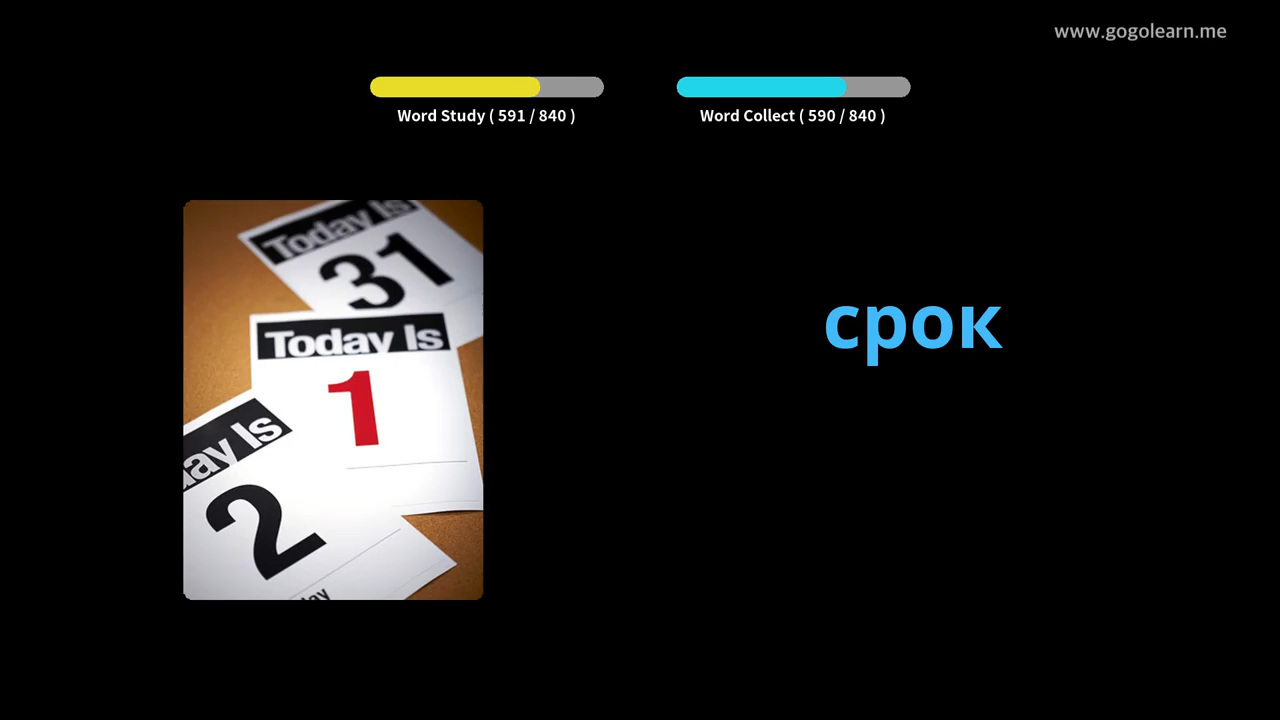 www.gogolearn.me
Word Study ( 591 / 840 )
Word Collect ( 590 / 840 )
Today Is
31
Today Is
1
ay Is
2
ay
срок